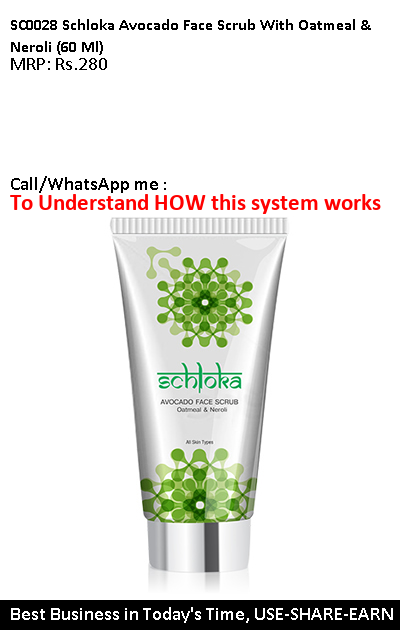 SC0028 Schloka Avocado Face Scrub With Oatmeal &
Neroli (60 Ml)
MRP: Rs.280
Call/WhatsApp me :
To Understand HOW this system works
schloka
AVOCADO FACE SCRUB
Oatmeal & Neroli
All Skin Types
Best Business in Today's Time, USE-SHARE-EARN